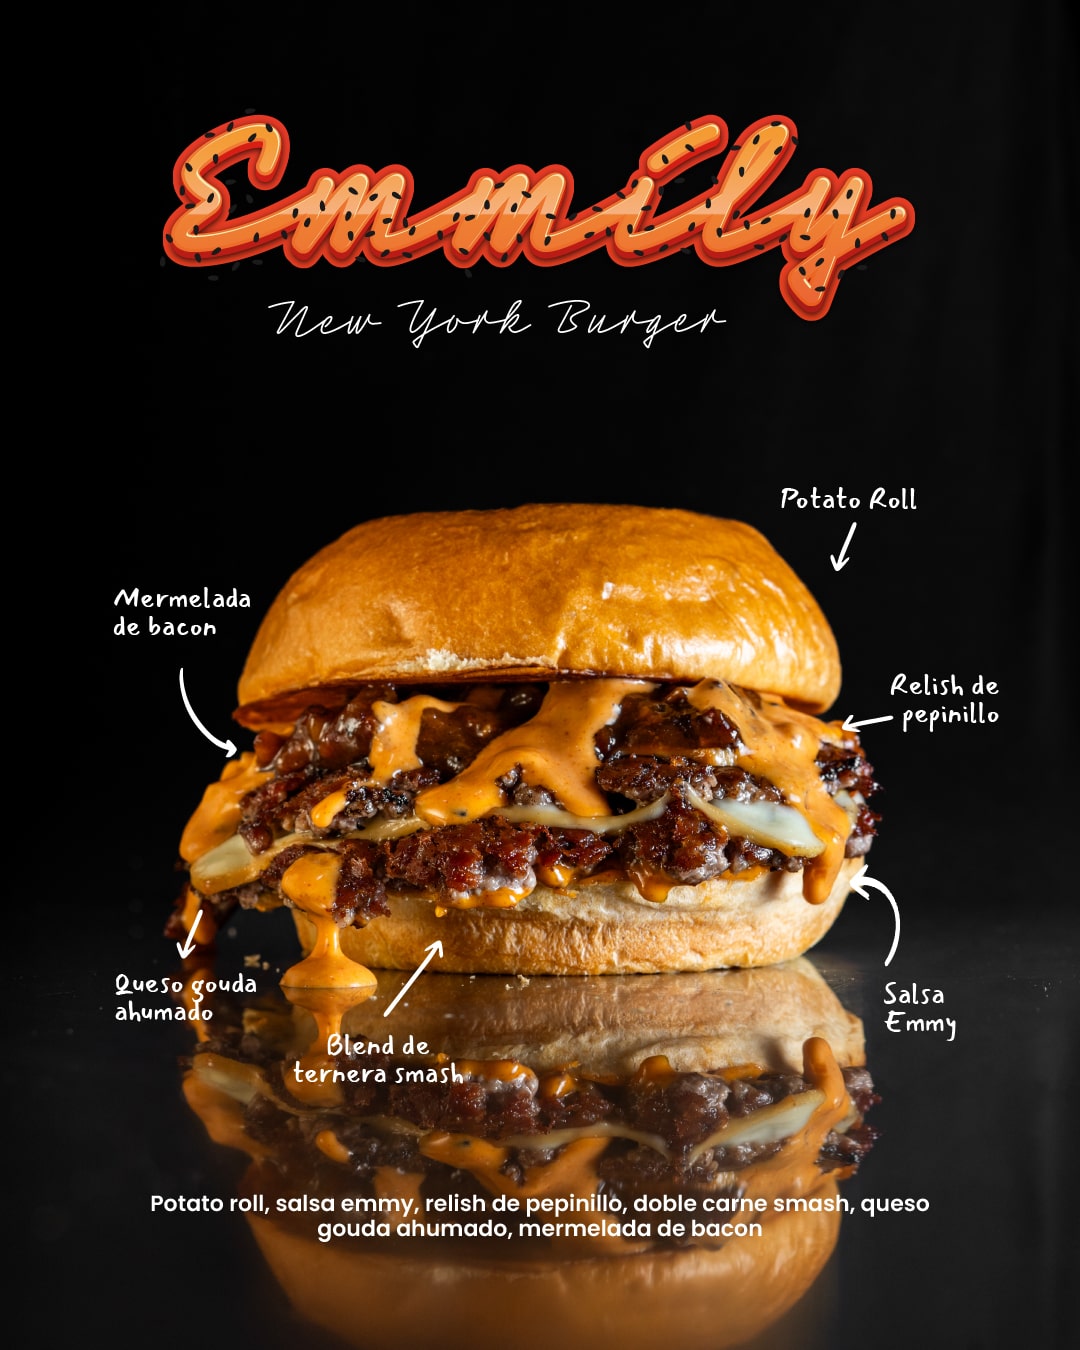 Emmily
New York Burger
Potato Roll
Mermelada
de bacon
Relish de
pepinillo
Queso gouda
ahumado
Salsa
Emmy
Blend de
ternera smash
Potato roll, salsa emmy, relish de pepinillo, doble carne smash, queso
gouda ahumado, mermelada de bacon